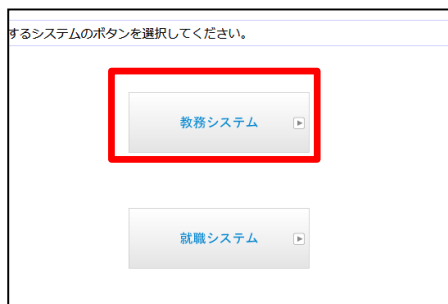 するシステムのボタンを選択してください。
教務システム
就職システム